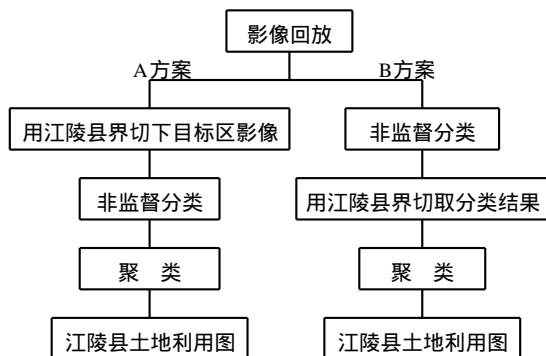 影像回放
A方案
B方案
用江陵县界切下目标区影像
非监督分类
非监督分类
用江陵县界切取分类结果
聚　类
聚　类
江陵县土地利用图
江陵县土地利用图